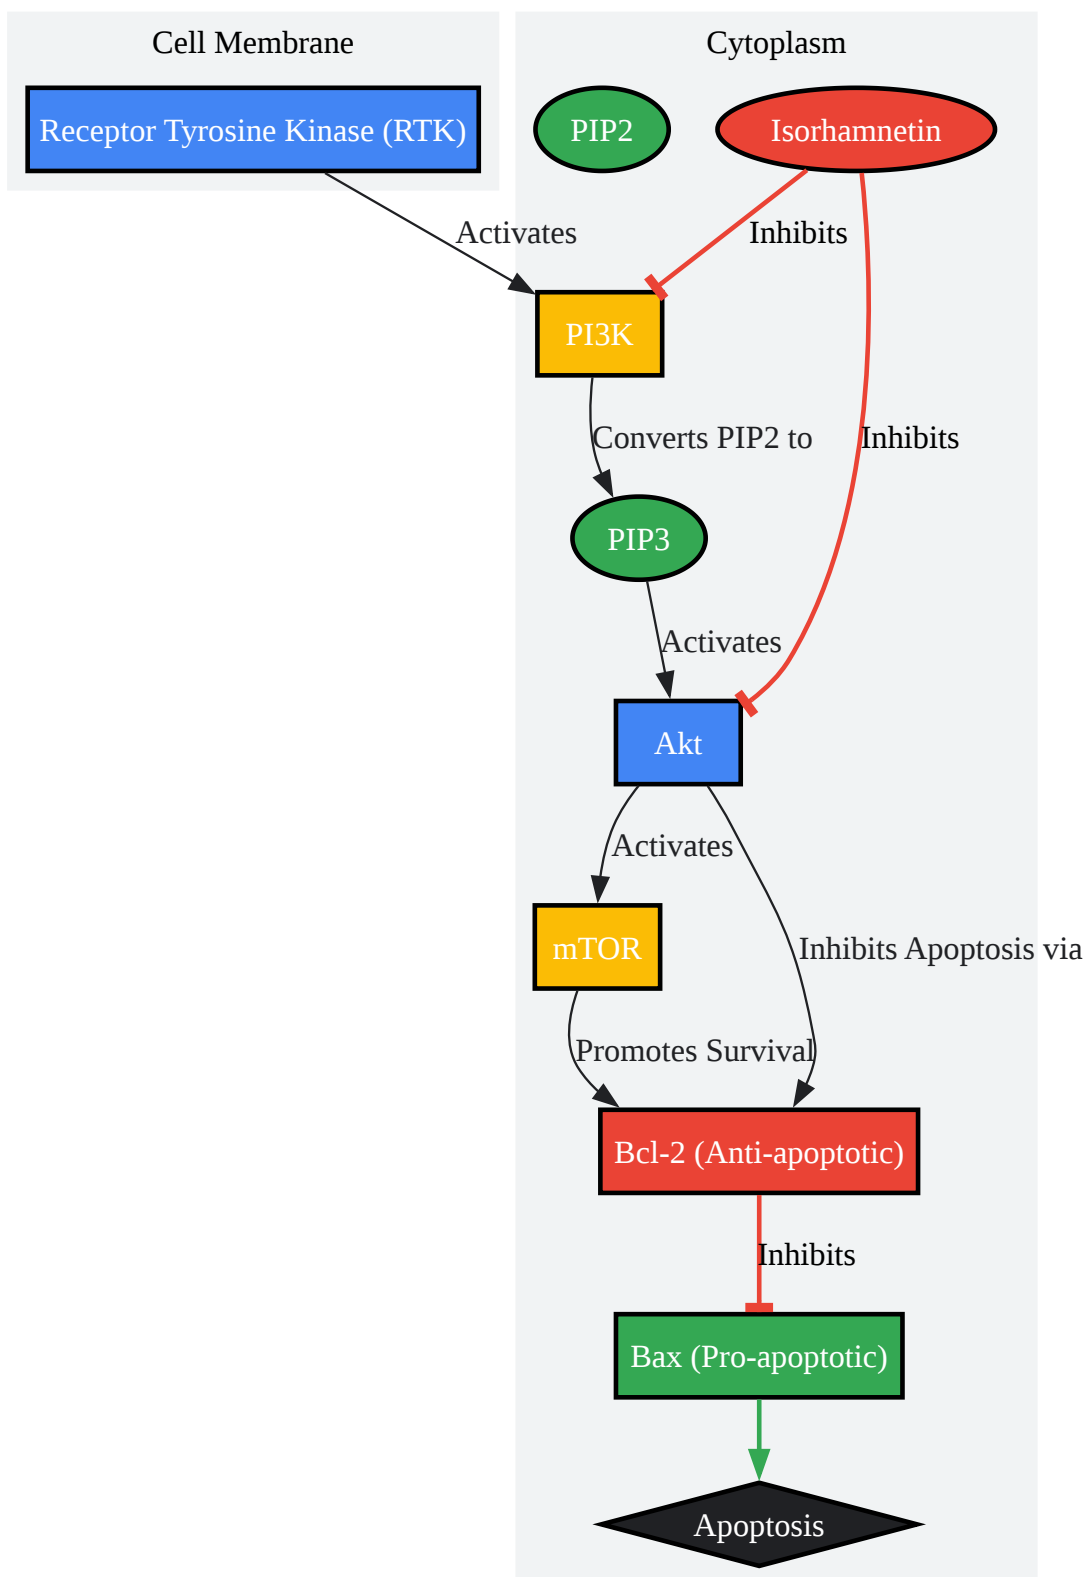 Cell Membrane
Cytoplasm
Receptor Tyrosine Kinase (RTK)
PIP2
Isorhamnetin
Activates
Inhibits
PI3K
Converts PIP2 to
Inhibits
PIP3
Activates
Akt
Activates
mTOR
Inhibits Apoptosis via
Promotes Survival
Bcl-2 (Anti-apoptotic)
Inhibits
Bax (Pro-apoptotic)
Apoptosis